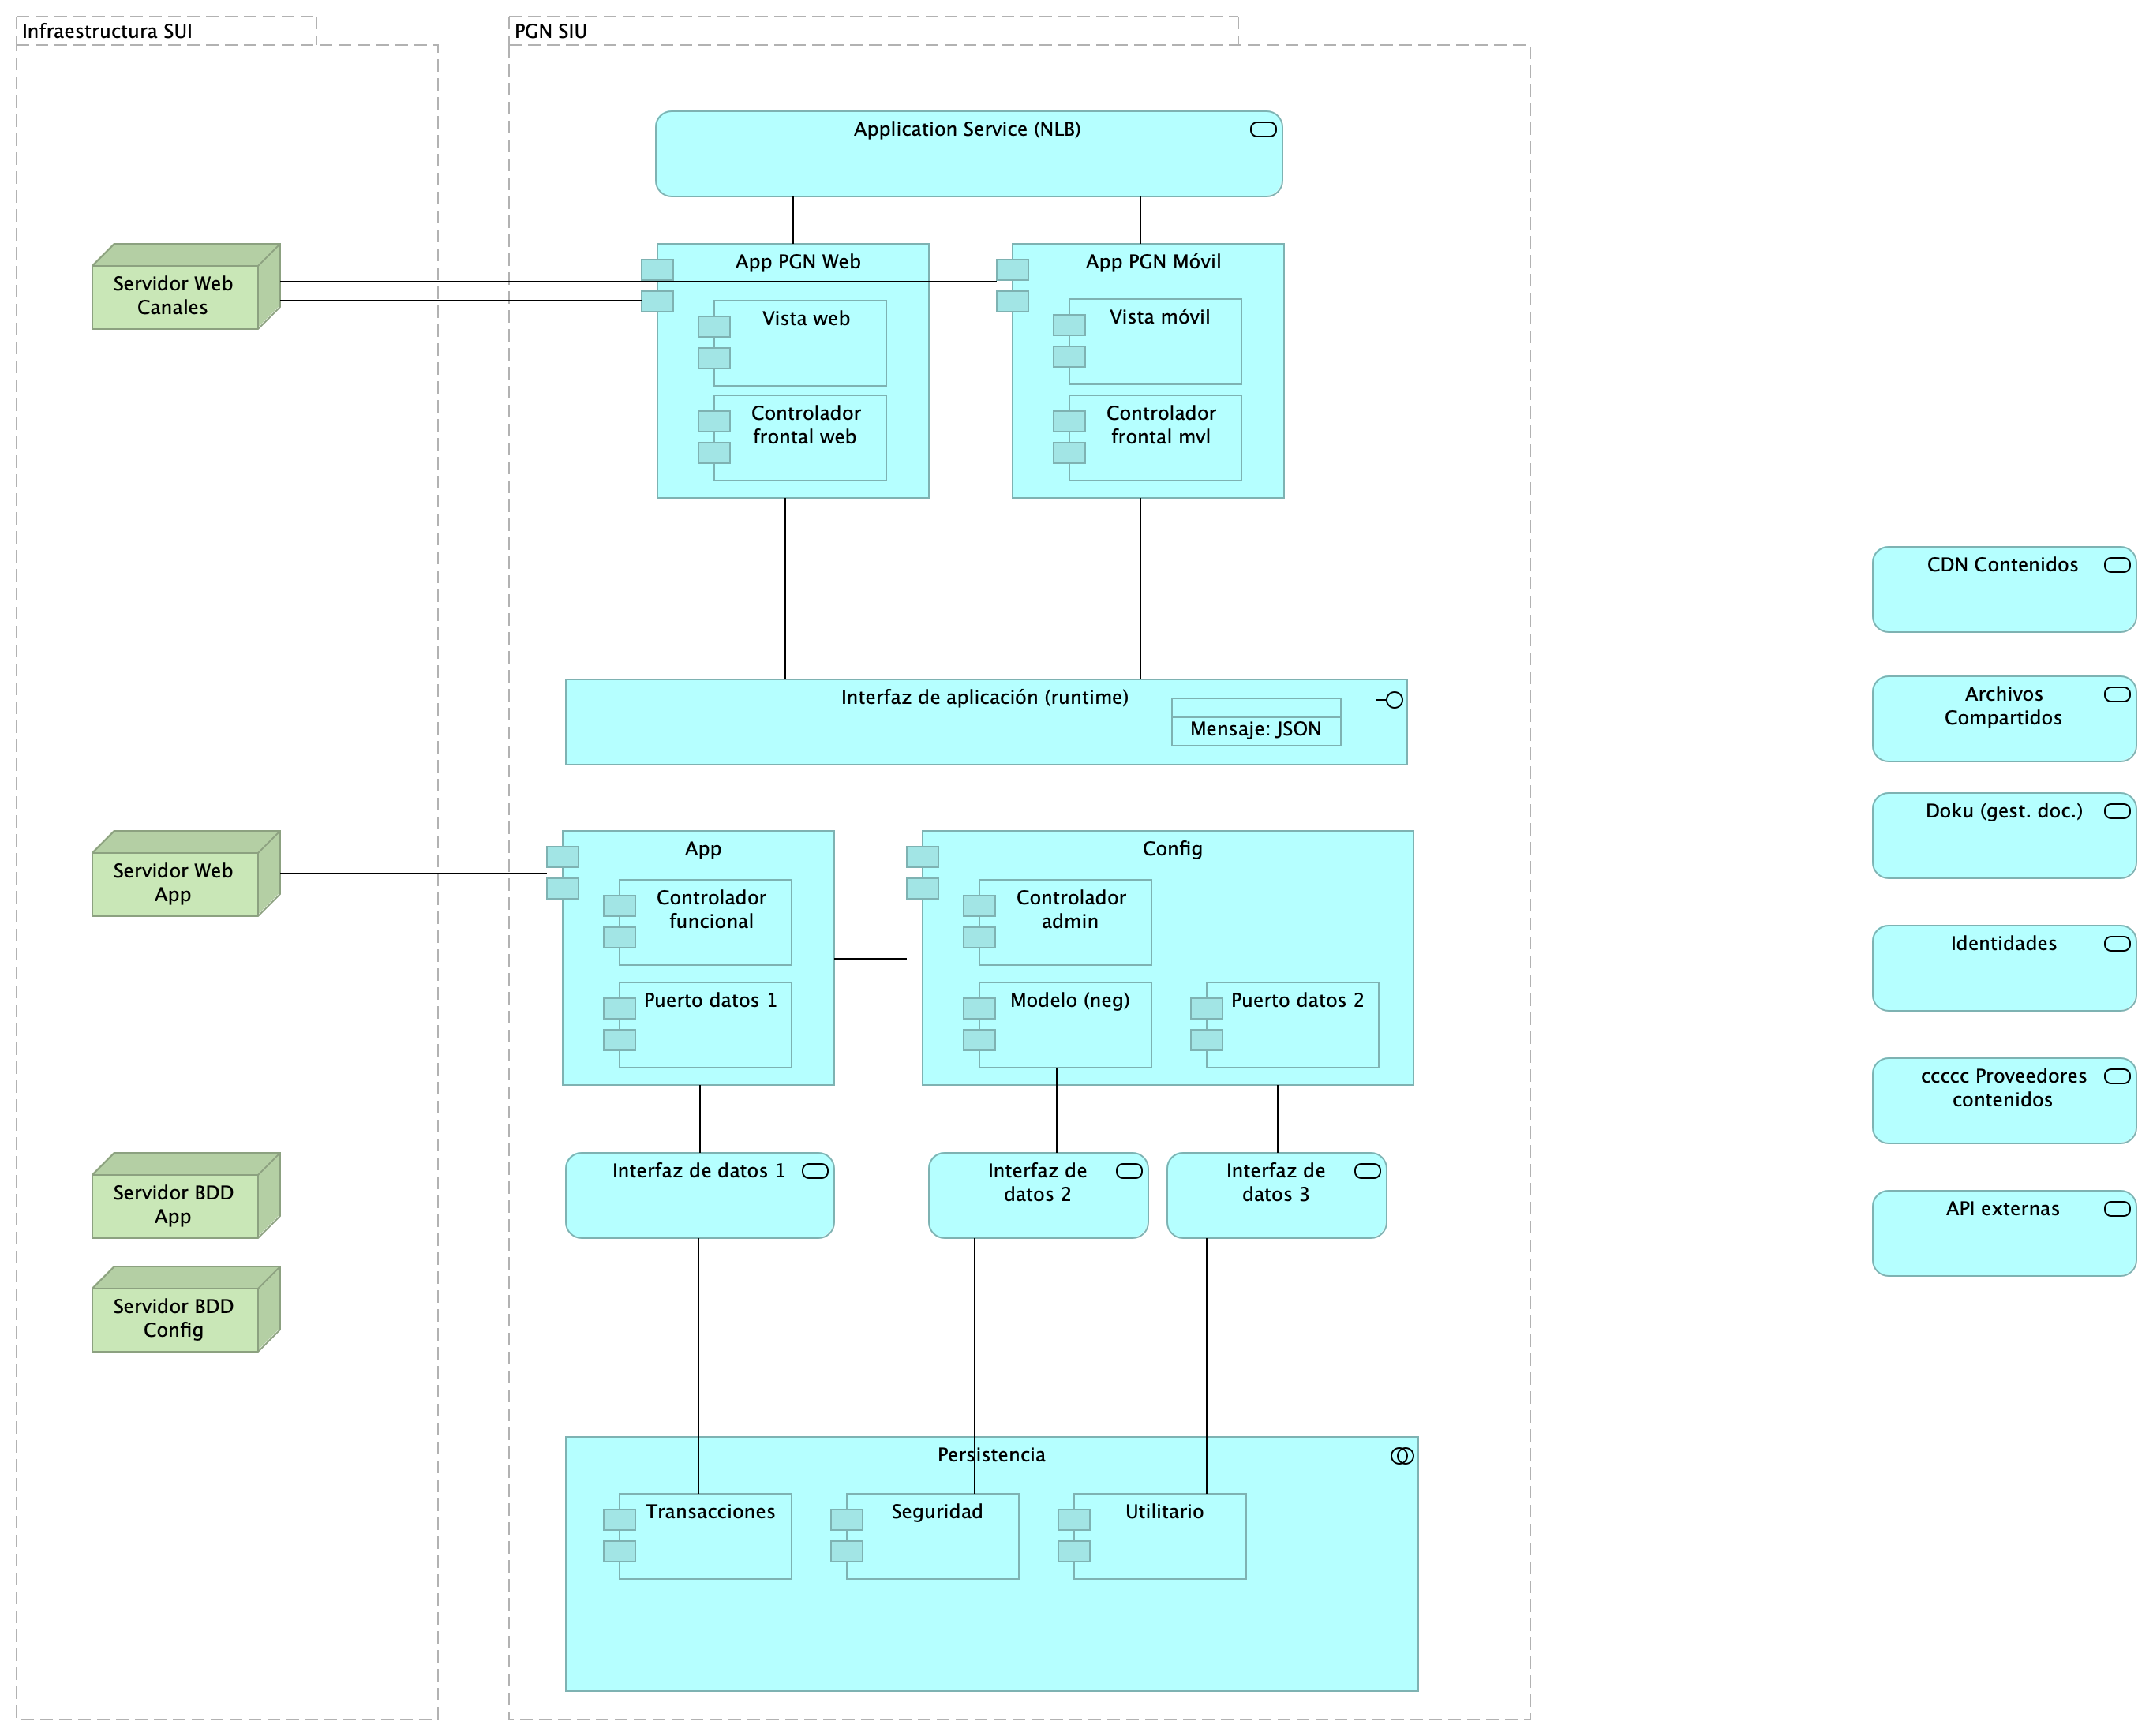 Infraestructura SUI
PGN SIU
Application Service (NLB)
Servidor Web
Canales
App PGN Web
Vista web
Controlador
frontal web
App PGN Móvil
Vista móvil
Controlador
frontal mvl
Interfaz de aplicación (runtime)
Mensaje: JSON
Servidor Web
App
App
Controlador
funcional
Puerto datos 1
Config
Controlador
admin
Modelo (neg)
Puerto datos 2
Servidor BDD
App
Servidor BDD
Config
Interfaz de datos 1
Interfaz de
datos 2
Interfaz de
datos 3
Persistencia
Transacciones
Seguridad
Utilitario
CDN Contenidos
Archivos
Compartidos
Doku (gest. doc.)
Identidades
ccccc Proveedores
contenidos
API externas